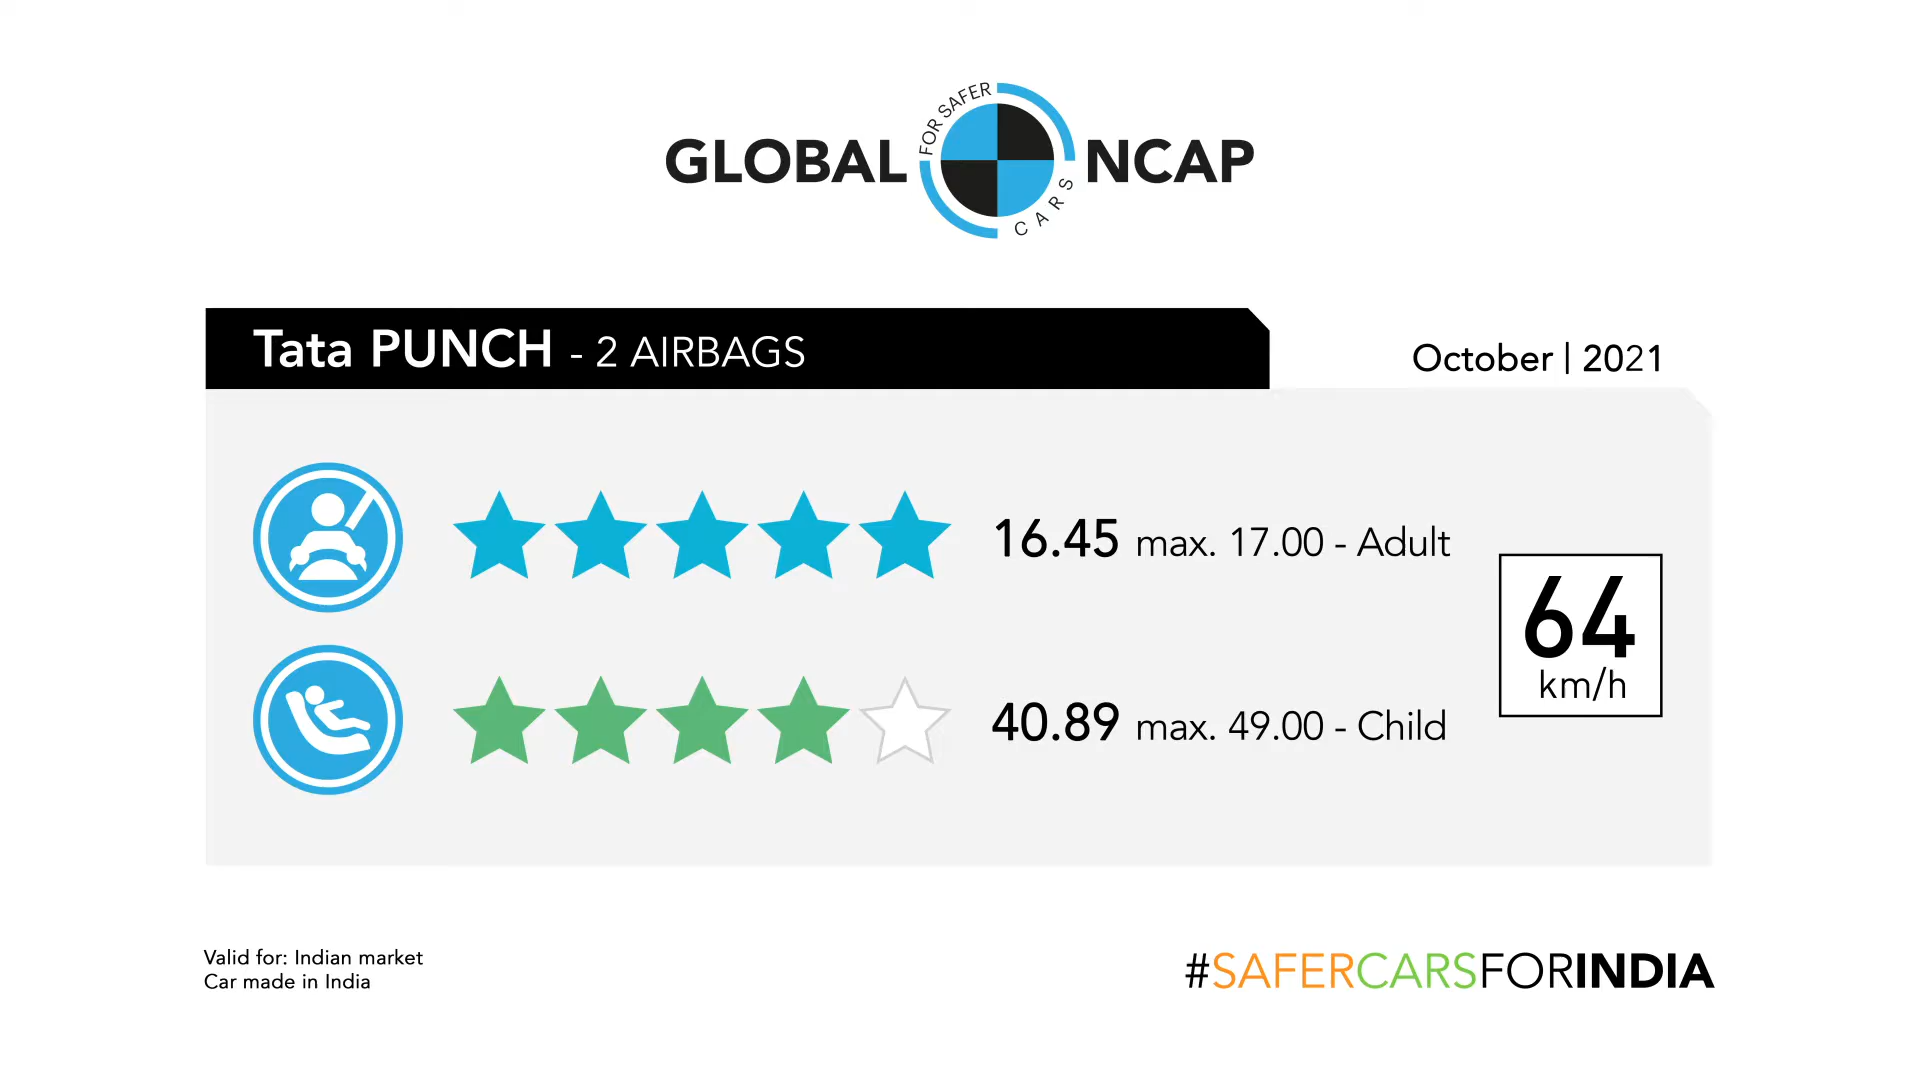 GLOBAL FOR SAFER CARS NCAP
Tata PUNCH - 2 AIRBAGS
October | 2021
16.45 max. 17.00 - Adult
40.89 max. 49.00 - Child
64
km/h
Valid for: Indian market
Car made in India
#SAFERCARSFORINDIA